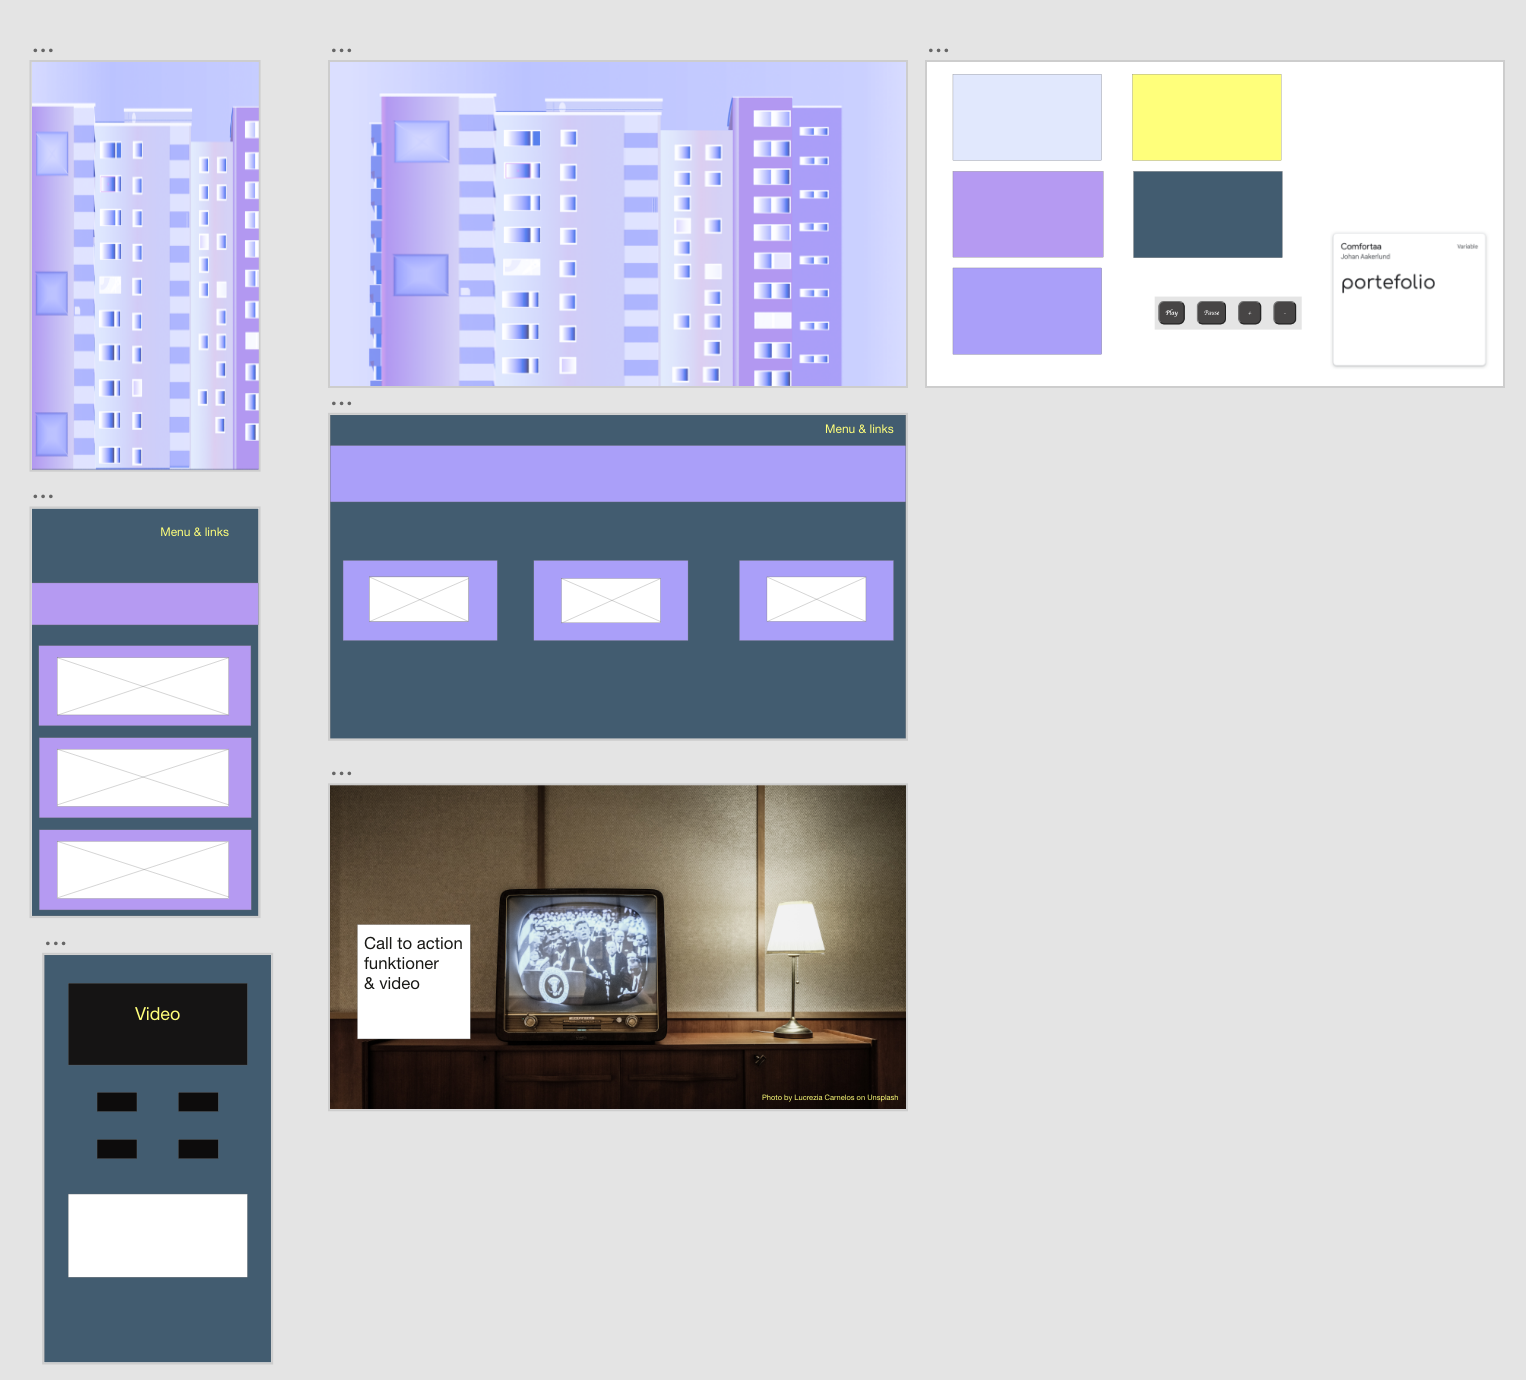 Comfortaa
Variable
Johan Aakerlund
portefolio
Play
Pause
+
-
Menu & links
Menu & links
Call to action
funktioner
& video
Photo by Lucrezia Carnelos on Unsplash
Video